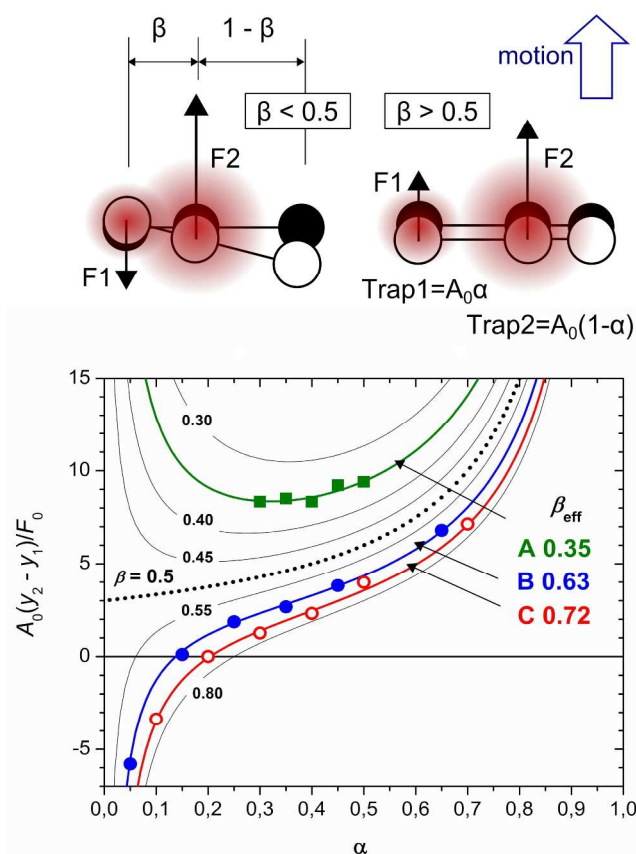 β
1 - β
motion
β < 0.5
β > 0.5
F2
F2
F1
F1
Trap1=A₀α
Trap2=A₀(1-α)
15
10
5
0
-5
A₀(y₂ - y₁)/F₀
0.30
0.40
0.45
β = 0.5
0.55
0.80
βeff
A 0.35
B 0.63
C 0.72
0,0 0,1 0,2 0,3 0,4 0,5 0,6 0,7 0,8 0,9 1,0
α